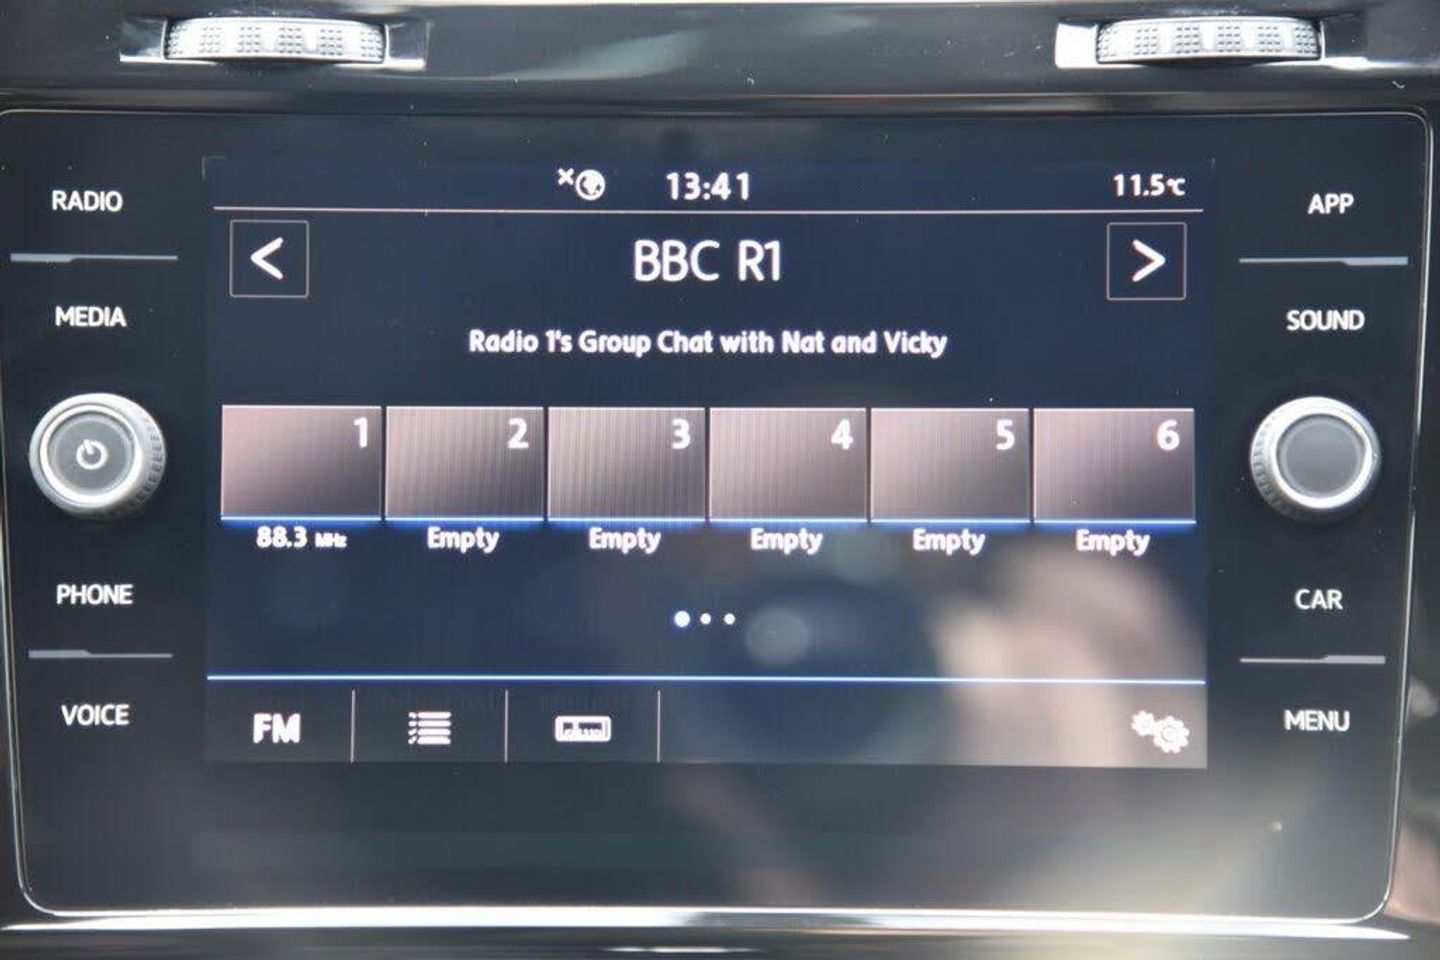 RADIO
MEDIA
PHONE
VOICE
13:41
11.5°C
<
BBC R1
>
Radio 1's Group Chat with Nat and Vicky
1 2 3 4 5 6
88.3 MHz Empty Empty Empty Empty Empty
FM
APP
SOUND
CAR
MENU